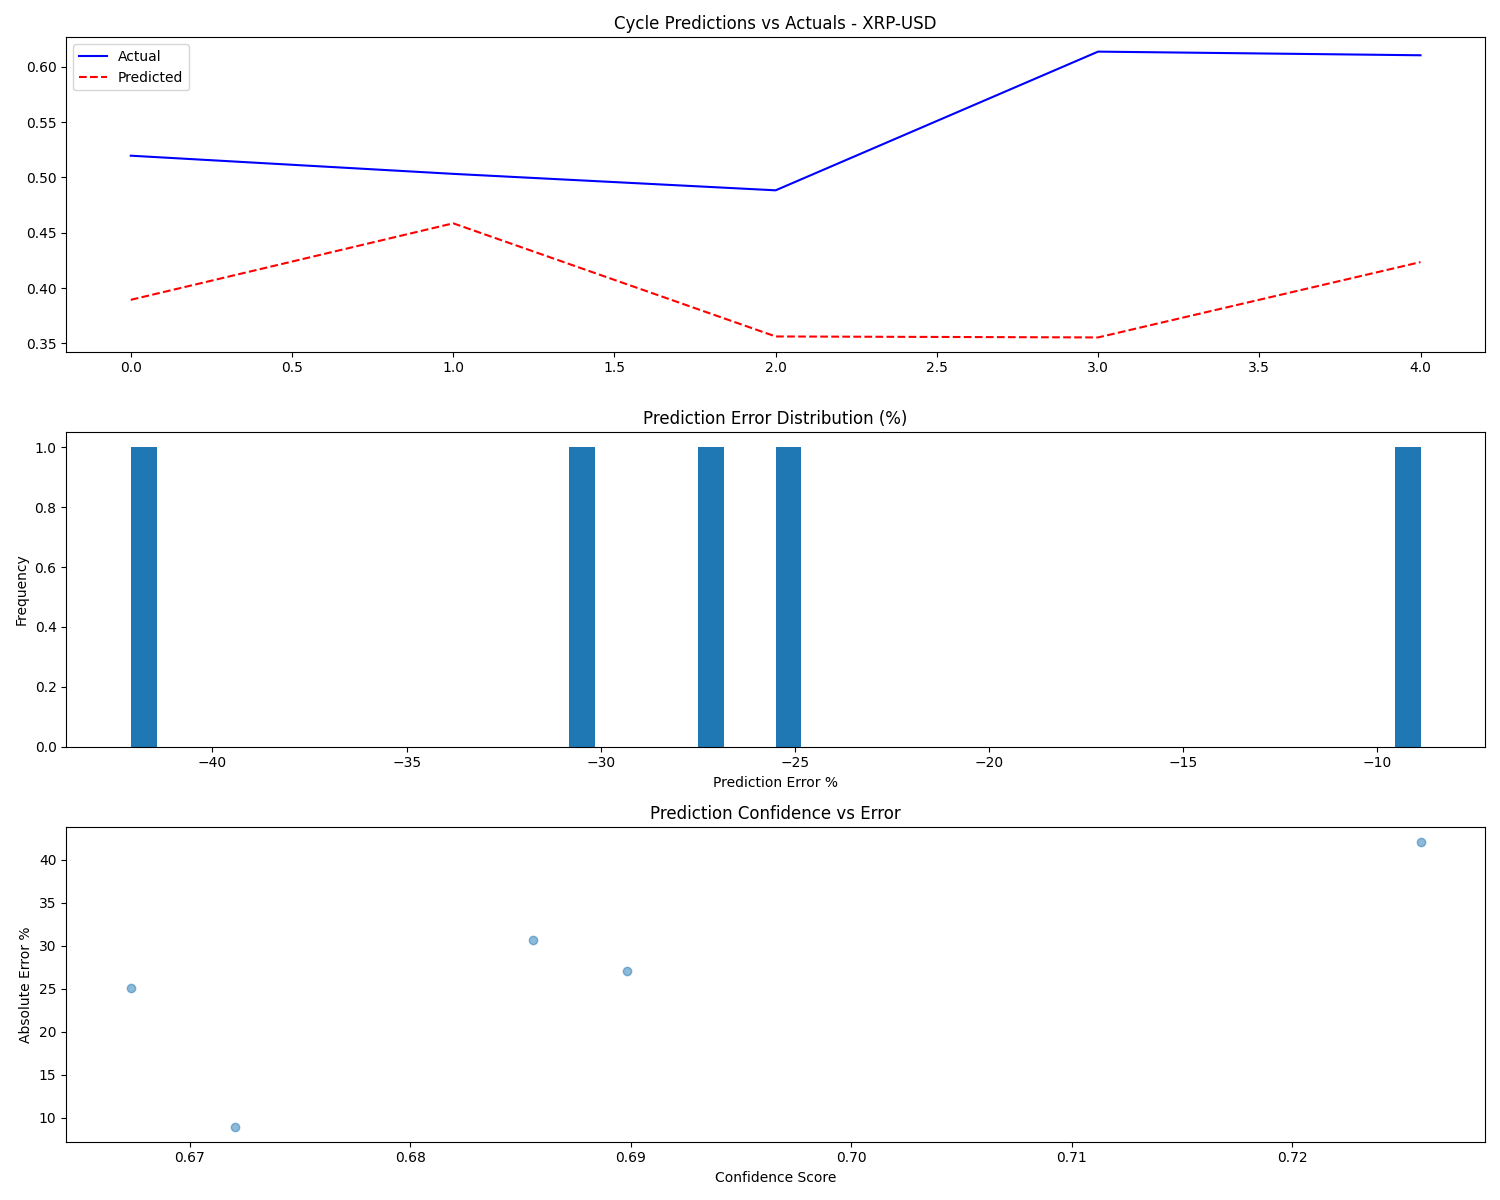 Cycle Predictions vs Actuals - XRP-USD
Actual
Predicted
0.60
0.55
0.50
0.45
0.40
0.35
0.0 0.5 1.0 1.5 2.0 2.5 3.0 3.5 4.0
Prediction Error Distribution (%)
Frequency
1.0
0.8
0.6
0.4
0.2
0.0
−40 −35 −30 −25 −20 −15 −10
Prediction Error %
Prediction Confidence vs Error
Absolute Error %
40
35
30
25
20
15
10
0.67 0.68 0.69 0.70 0.71 0.72
Confidence Score